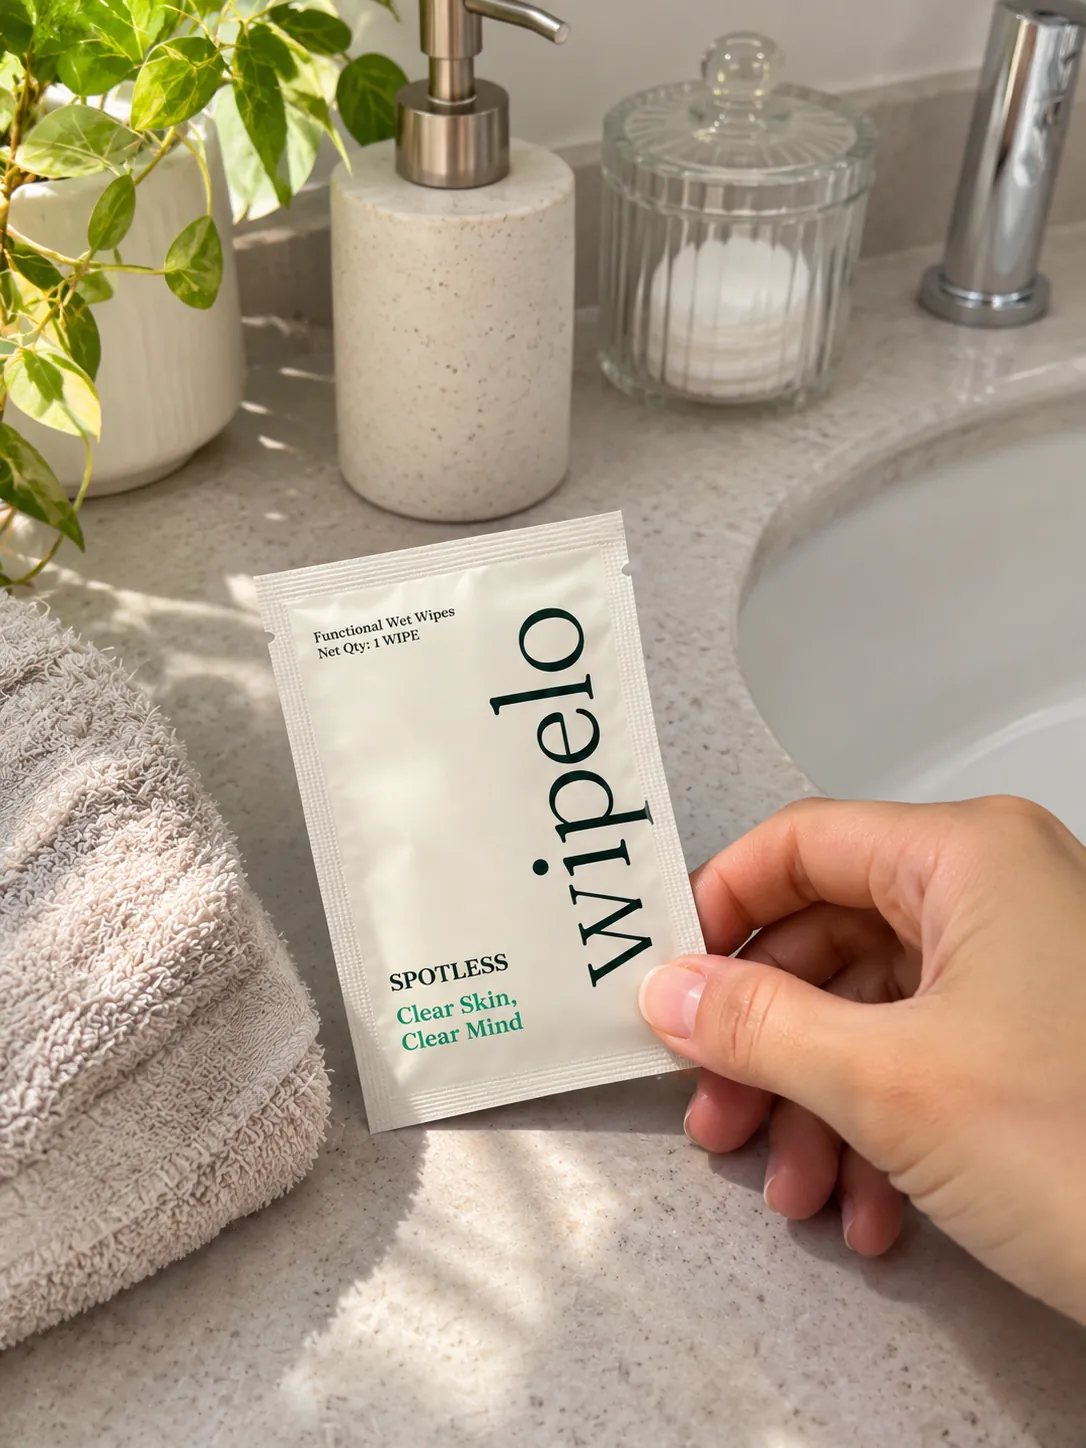 Functional Wet Wipes
Net Qty: 1 WIPE
wipelo
SPOTLESS
Clear Skin,
Clear Mind